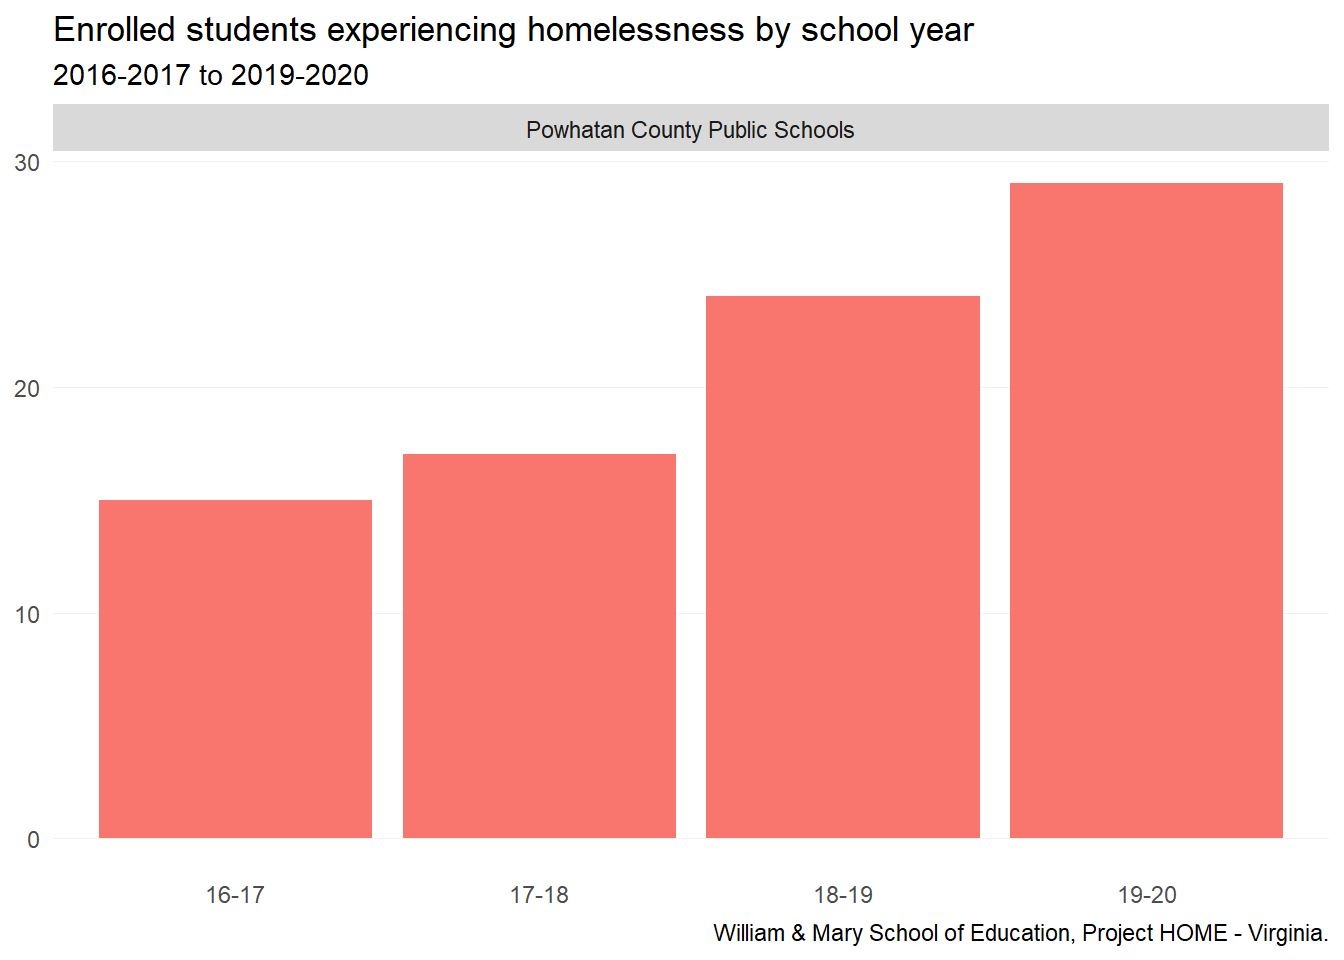 Enrolled students experiencing homelessness by school year
2016-2017 to 2019-2020
Powhatan County Public Schools
30
20
10
0
16-17 17-18 18-19 19-20
William & Mary School of Education, Project HOME - Virginia.